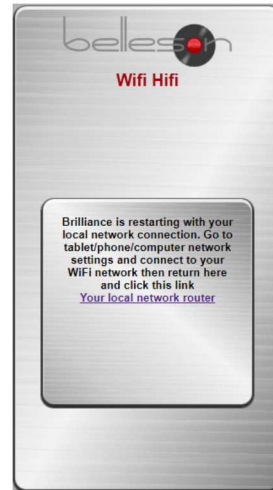 belleson
Wifi Hifi
Brilliance is restarting with your
local network connection. Go to
tablet/phone/computer network
settings and connect to your
WiFi network then return here
and click this link
Your local network router